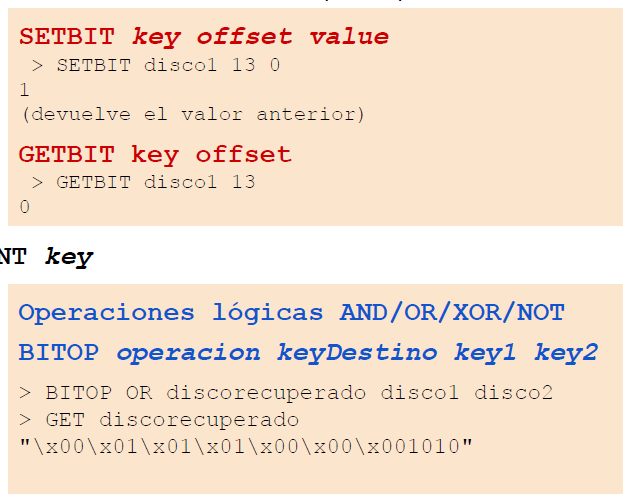 SETBIT key offset value
> SETBIT disco1 13 0
1
(devuelve el valor anterior)
GETBIT key offset
> GETBIT disco1 13
0
NT key
Operaciones lógicas AND/OR/XOR/NOT
BITOP operacion keyDestino key1 key2
> BITOP OR discorecuperado disco1 disco2
> GET discorecuperado
"\x00\x01\x01\x01\x00\x00\x001010"